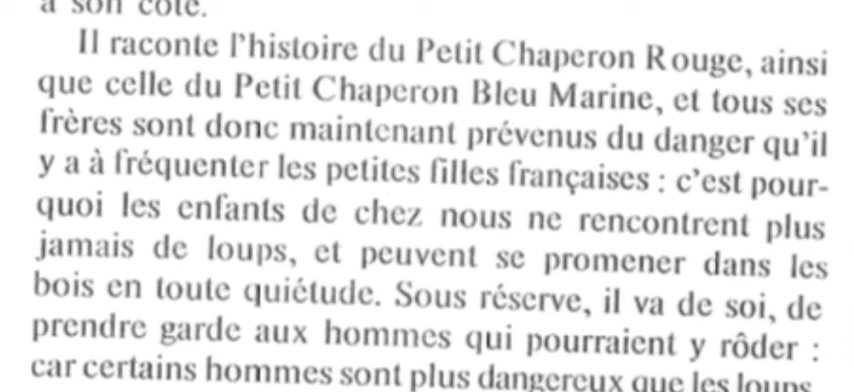 à son côté.
Il raconte l'histoire du Petit Chaperon Rouge, ainsi
que celle du Petit Chaperon Bleu Marine, et tous ses
frères sont donc maintenant prévenus du danger qu'il
y a à fréquenter les petites filles françaises : c'est pour-
quoi les enfants de chez nous ne rencontrent plus
jamais de loups, et peuvent se promener dans les
bois en toute quiétude. Sous réserve, il va de soi, de
prendre garde aux hommes qui pourraient y rôder :
car certains hommes sont plus dangereux que les loups